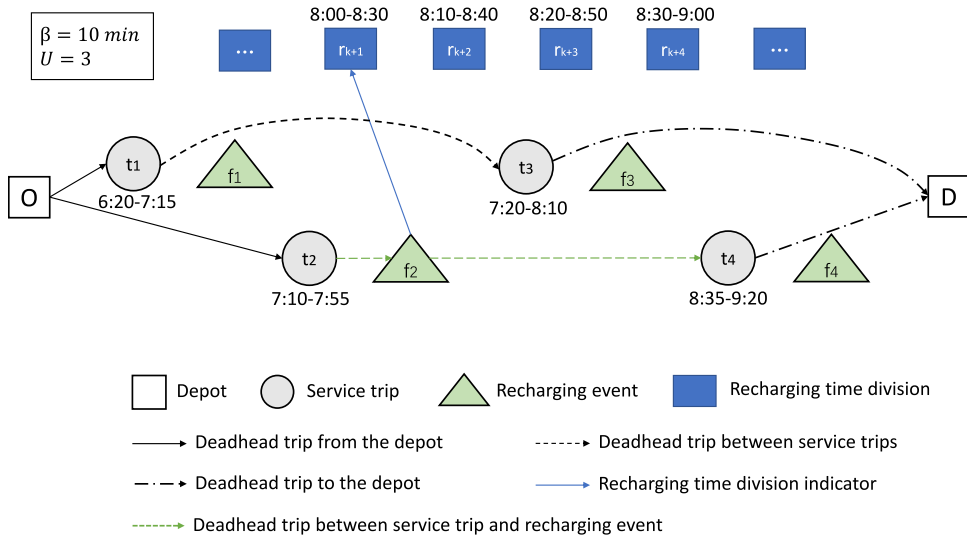 β = 10 min
U = 3
8:00-8:30 8:10-8:40 8:20-8:50 8:30-9:00
... rk+1 rk+2 rk+3 rk+4 ...
t1 f1 t3 f3
6:20-7:15 7:20-8:10
O D
t2 f2 t4 f4
7:10-7:55 8:35-9:20
Depot Service trip Recharging event Recharging time division
Deadhead trip from the depot Deadhead trip between service trips
Deadhead trip to the depot Recharging time division indicator
Deadhead trip between service trip and recharging event